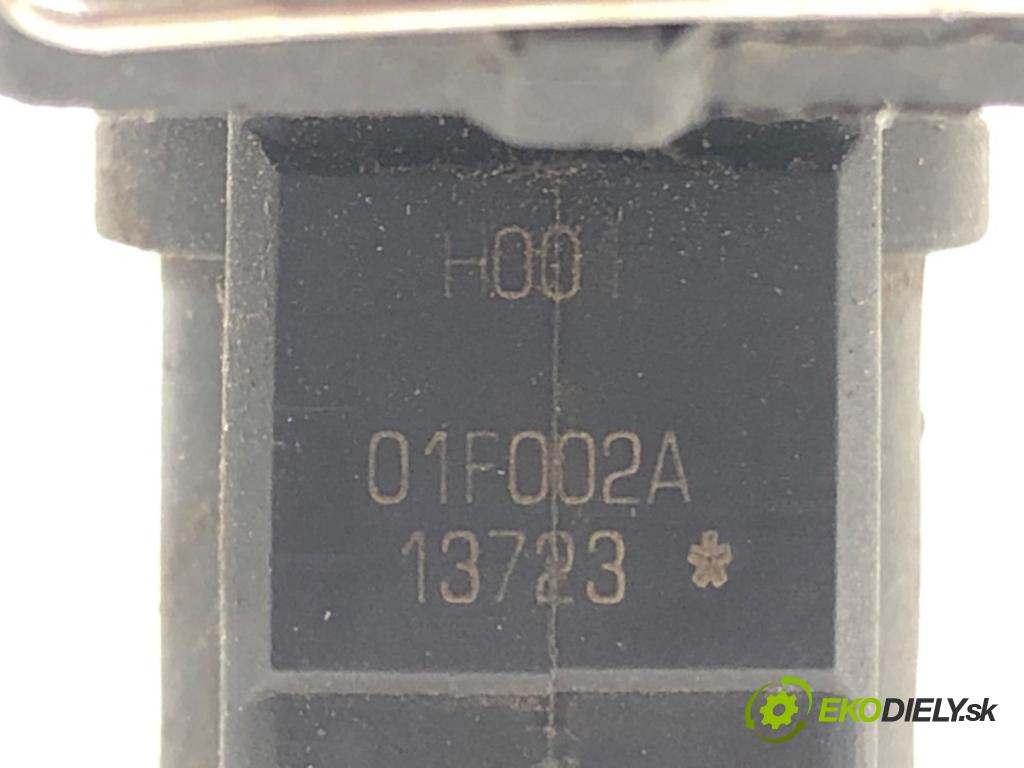 H001
01F002A
13723 *
EKODIELY.sk